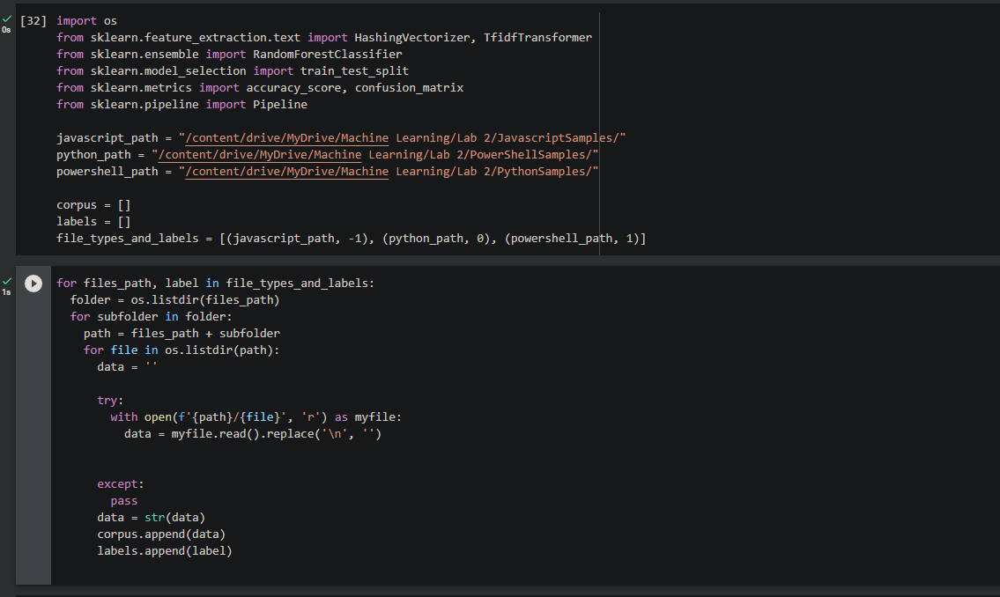 [32] import os
0s
from sklearn.feature_extraction.text import HashingVectorizer, TfidfTransformer
from sklearn.ensemble import RandomForestClassifier
from sklearn.model_selection import train_test_split
from sklearn.metrics import accuracy_score, confusion_matrix
from sklearn.pipeline import Pipeline
javascript_path = "/content/drive/MyDrive/Machine Learning/Lab 2/JavascriptSamples/"
python_path = "/content/drive/MyDrive/Machine Learning/Lab 2/PowerShellSamples/"
powershell_path = "/content/drive/MyDrive/Machine Learning/Lab 2/PythonSamples/"
corpus = []
labels = []
file_types_and_labels = [(javascript_path, -1), (python_path, 0), (powershell_path, 1)]
for files_path, label in file_types_and_labels:
1s
  folder = os.listdir(files_path)
  for subfolder in folder:
    path = files_path + subfolder
    for file in os.listdir(path):
      data = ''
      try:
        with open(f'{path}/{file}', 'r') as myfile:
          data = myfile.read().replace('\n', '')
      except:
        pass
      data = str(data)
      corpus.append(data)
      labels.append(label)